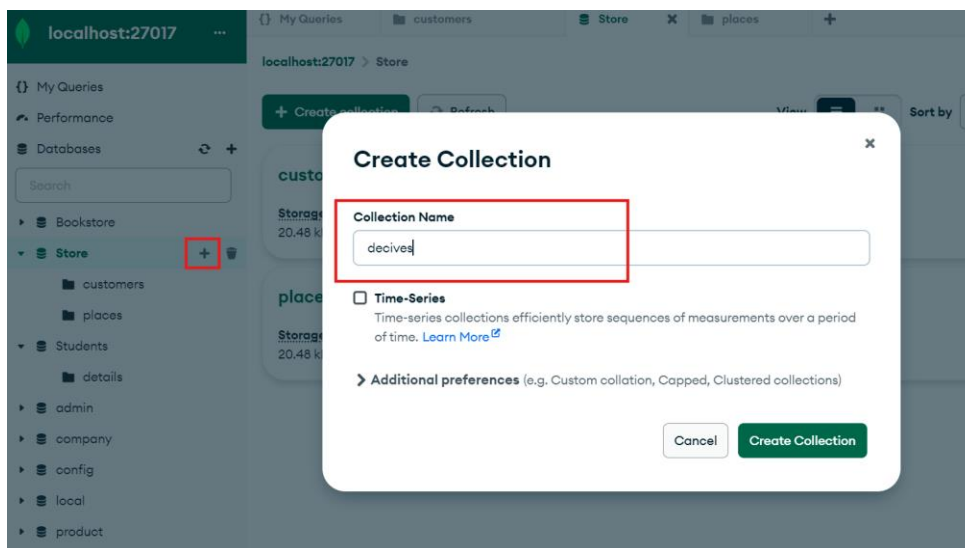 localhost:27017 ...
{} My Queries
Performance
Databases
Search
Bookstore
Store
customers
places
Students
details
admin
company
config
local
product
{} My Queries customers Store places
localhost:27017 > Store
+ Create collection Refresh View Sort by
custo
Storage
20.48 k
place
Storage
20.48 k
Create Collection
Collection Name
decives
Time-Series
Time-series collections efficiently store sequences of measurements over a period
of time. Learn More
Additional preferences (e.g. Custom collation, Capped, Clustered collections)
Cancel Create Collection